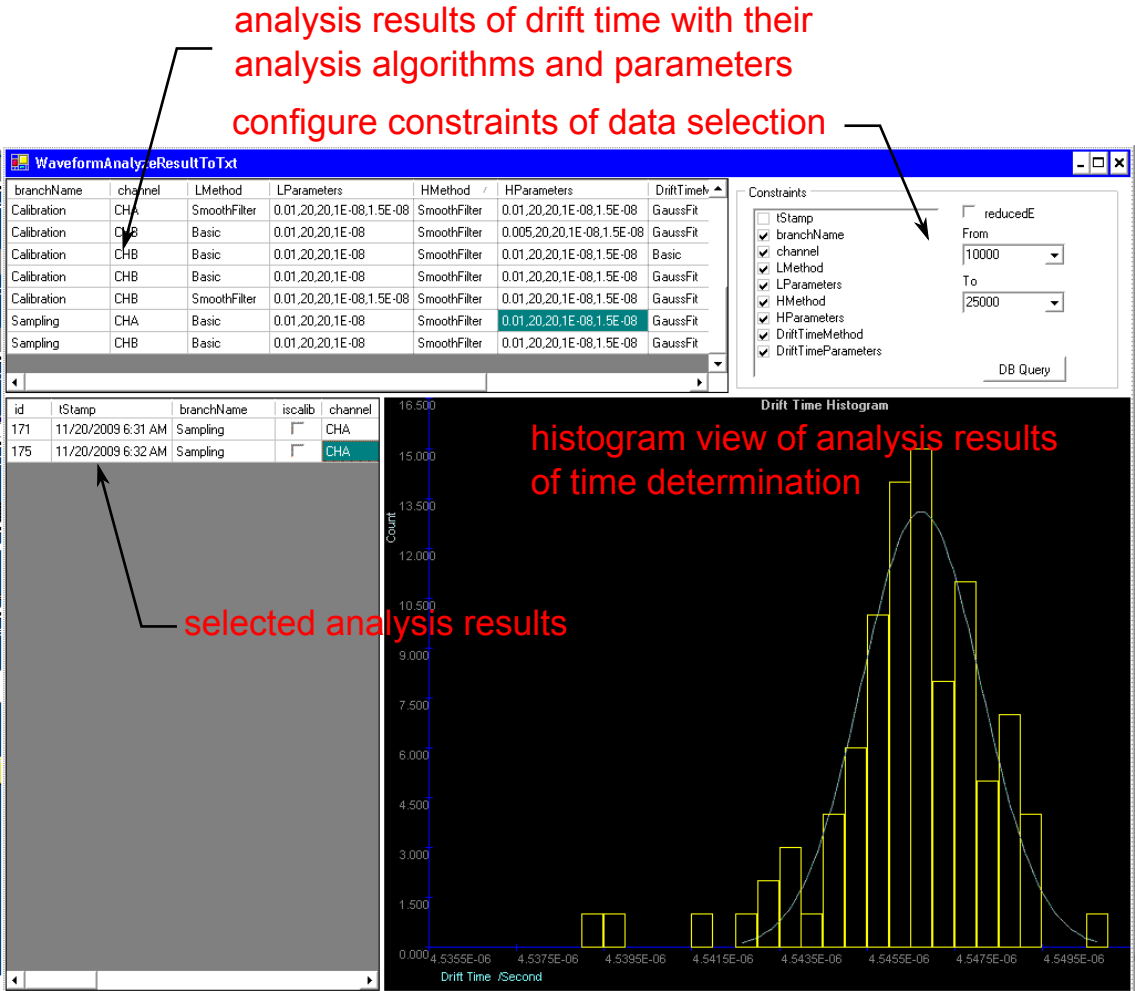 analysis results of drift time with their
analysis algorithms and parameters
configure constraints of data selection
WaveformAnalyzeResultToTxt
branchName channel LMethod LParameters HMethod HParameters DriftTimeM
Calibration CHA SmoothFilter 0.01,20,20,1E-08,1.5E-08 SmoothFilter 0.01,20,20,1E-08,1.5E-08 GaussFit
Calibration CHB Basic 0.01,20,20,1E-08 SmoothFilter 0.005,20,20,1E-08,1.5E-08 GaussFit
Calibration CHB Basic 0.01,20,20,1E-08 SmoothFilter 0.01,20,20,1E-08,1.5E-08 Basic
Calibration CHB Basic 0.01,20,20,1E-08 SmoothFilter 0.01,20,20,1E-08,1.5E-08 GaussFit
Calibration CHB SmoothFilter 0.01,20,20,1E-08,1.5E-08 SmoothFilter 0.01,20,20,1E-08,1.5E-08 GaussFit
Sampling CHA Basic 0.01,20,20,1E-08 SmoothFilter 0.01,20,20,1E-08,1.5E-08 GaussFit
Sampling CHB Basic 0.01,20,20,1E-08 SmoothFilter 0.01,20,20,1E-08,1.5E-08 GaussFit
Constraints
tStamp
branchName
channel
LMethod
LParameters
HMethod
HParameters
DriftTimeMethod
DriftTimeParameters
reducedE
From
10000
To
25000
DB Query
id tStamp branchName iscalib channel
171 11/20/2009 6:31 AM Sampling CHA
175 11/20/2009 6:32 AM Sampling CHA
selected analysis results
Drift Time Histogram
histogram view of analysis results
of time determination
Count
16.500
15.000
13.500
12.000
10.500
9.000
7.500
6.000
4.500
3.000
1.500
0.000
4.5355E-06 4.5375E-06 4.5395E-06 4.5415E-06 4.5435E-06 4.5455E-06 4.5475E-06 4.5495E-06
Drift Time /Second